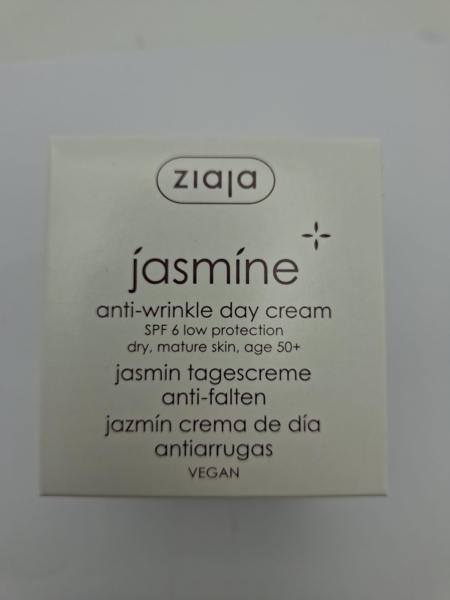 ziaja
jasmíne
anti-wrinkle day cream
SPF 6 low protection
dry, mature skin, age 50+
jasmin tagescreme
anti-falten
jazmín crema de día
antiarrugas
VEGAN